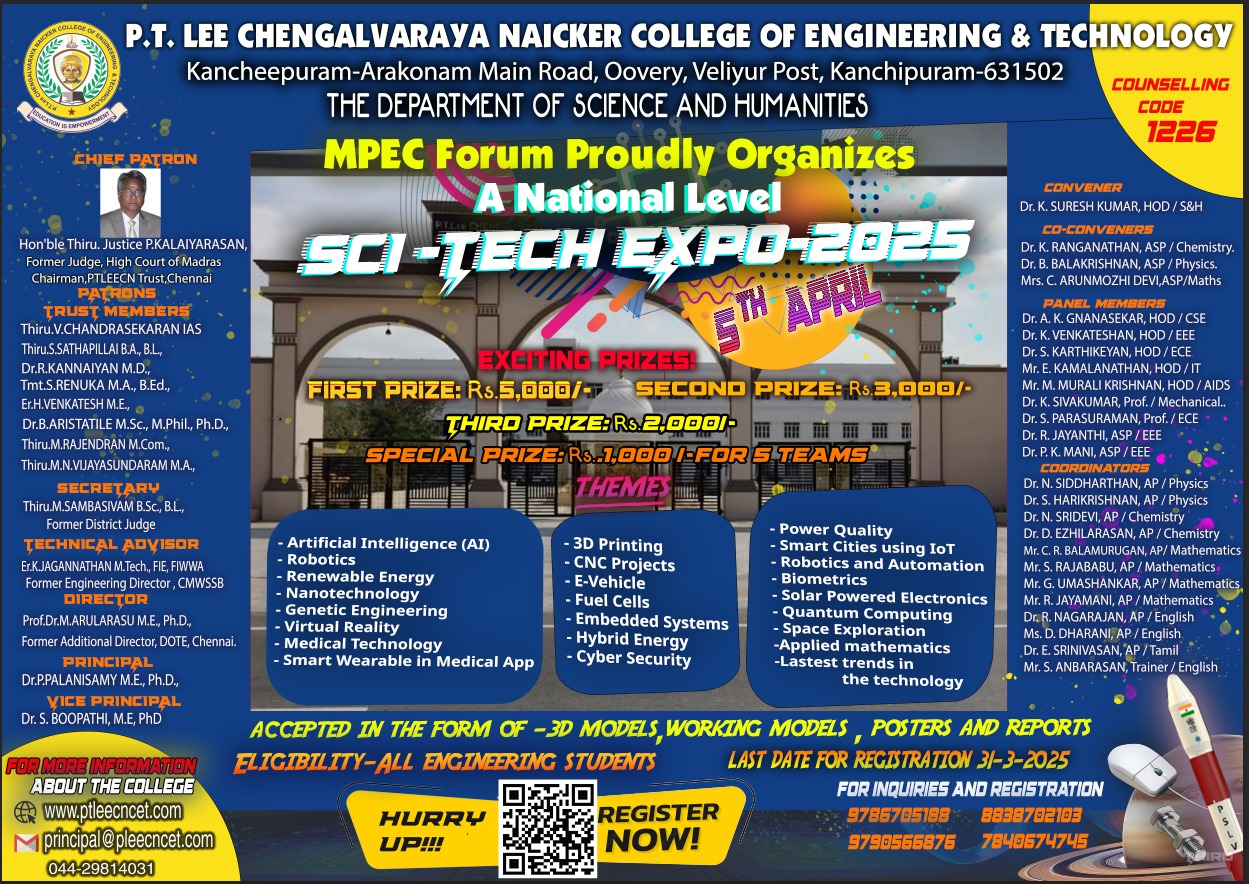 P.T. LEE CHENGALVARAYA NAICKER COLLEGE OF ENGINEERING & TECHNOLOGY
Kancheepuram-Arakonam Main Road, Oovery, Veliyur Post, Kanchipuram-631502
THE DEPARTMENT OF SCIENCE AND HUMANITIES
P.T. LEE CHENGALVARAYA NAICKER COLLEGE OF ENGINEERING & TECHNOLOGY
EDUCATION IS EMPOWERMENT
COUNSELLING
CODE
1226
CHIEF PATRON
Hon'ble Thiru. Justice P.KALAIYARASAN,
Former Judge, High Court of Madras
Chairman,PTLEECN Trust,Chennai
PATRONS
TRUST MEMBERS
Thiru.V.CHANDRASEKARAN IAS
Thiru.S.SATHAPILLAI B.A., B.L.,
Dr.R.KANNAIYAN M.D.,
Tmt.S.RENUKA M.A., B.Ed.,
Er.H.VENKATESH M.E.,
Dr.B.ARISTATILE M.Sc., M.Phil., Ph.D.,
Thiru.M.RAJENDRAN M.Com.,
Thiru.M.N.VIJAYASUNDARAM M.A.,
SECRETARY
Thiru.M.SAMBASIVAM B.Sc., B.L.,
Former District Judge
TECHNICAL ADVISOR
Er.K.JAGANNATHAN M.Tech., FIE, FIWWA
Former Engineering Director , CMWSSB
DIRECTOR
Prof.Dr.M.ARULARASU M.E., Ph.D.,
Former Additional Director, DOTE, Chennai.
PRINCIPAL
Dr.P.PALANISAMY M.E., Ph.D.,
VICE PRINCIPAL
Dr. S. BOOPATHI, M.E, PhD
MPEC Forum Proudly Organizes
A National Level
SCI-TECH EXPO-2025
5TH APRIL
EXCITING PRIZES!
FIRST PRIZE: Rs.5,000/-
SECOND PRIZE: Rs.3,000/-
THIRD PRIZE: Rs.2,000/-
SPECIAL PRIZE: Rs..1,000 /-FOR 5 TEAMS
THEMES
- Artificial Intelligence (AI)
- Robotics
- Renewable Energy
- Nanotechnology
- Genetic Engineering
- Virtual Reality
- Medical Technology
- Smart Wearable in Medical App
- 3D Printing
- CNC Projects
- E-Vehicle
- Fuel Cells
- Embedded Systems
- Hybrid Energy
- Cyber Security
- Power Quality
- Smart Cities using IoT
- Robotics and Automation
- Biometrics
- Solar Powered Electronics
- Quantum Computing
- Space Exploration
-Applied mathematics
-Lastest trends in
the technology
CONVENER
Dr. K. SURESH KUMAR, HOD / S&H
CO-CONVENERS
Dr. K. RANGANATHAN, ASP / Chemistry.
Dr. B. BALAKRISHNAN, ASP / Physics.
Mrs. C. ARUNMOZHI DEVI,ASP/Maths
PANEL MEMBERS
Dr. A. K. GNANASEKAR, HOD / CSE
Dr. K. VENKATESHAN, HOD / EEE
Dr. S. KARTHIKEYAN, HOD / ECE
Mr. E. KAMALANATHAN, HOD / IT
Mr. M. MURALI KRISHNAN, HOD / AIDS
Dr. K. SIVAKUMAR, Prof. / Mechanical..
Dr. S. PARASURAMAN, Prof. / ECE
Dr. R. JAYANTHI, ASP / EEE
Dr. P. K. MANI, ASP / EEE
COORDINATORS
Dr. N. SIDDHARTHAN, AP / Physics
Dr. S. HARIKRISHNAN, AP / Physics
Dr. N. SRIDEVI, AP / Chemistry
Dr. D. EZHILARASAN, AP / Chemistry
Mr. C. R. BALAMURUGAN, AP/ Mathematics
Mr. S. RAJABABU, AP / Mathematics
Mr. G. UMASHANKAR, AP / Mathematics
Mr. R. JAYAMANI, AP / Mathematics
Dr. R. NAGARAJAN, AP / English
Ms. D. DHARANI, AP / English
Dr. E. SRINIVASAN, AP / Tamil
Mr. S. ANBARASAN, Trainer / English
ACCEPTED IN THE FORM OF -3D MODELS,WORKING MODELS , POSTERS AND REPORTS
ELIGIBILITY-ALL ENGINEERING STUDENTS
LAST DATE FOR REGISTRATION 31-3-2025
FOR MORE INFORMATION
ABOUT THE COLLEGE
www.ptleecncet.com
principal@pleecncet.com
044-29814031
HURRY
UP!!!
REGISTER
NOW!
FOR INQUIRIES AND REGISTRATION
9786705188 8838702103
9790566876 7840674745
PSLV